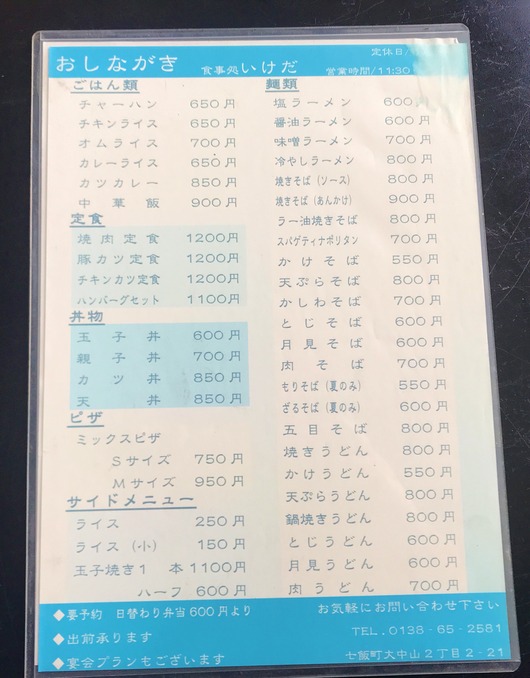 おしながき 食事処いけだ
定休日/
営業時間/11:30
ごはん類
チャーハン 650円
チキンライス 650円
オムライス 700円
カレーライス 650円
カツカレー 850円
中華飯 900円
定食
焼肉定食 1200円
豚カツ定食 1200円
チキンカツ定食 1200円
ハンバーグセット 1100円
丼物
玉子丼 600円
親子丼 700円
カツ丼 850円
天丼 850円
ピザ
ミックスピザ
Sサイズ 750円
Mサイズ 950円
サイドメニュー
ライス 250円
ライス(小) 150円
玉子焼き1本 1100円
ハーフ 600円
麺類
塩ラーメン 600円
醤油ラーメン 600円
味噌ラーメン 700円
冷やしラーメン 800円
焼きそば(ソース) 800円
焼きそば(あんかけ) 900円
ラー油焼きそば 800円
スパゲティナポリタン 700円
かけそば 550円
天ぷらそば 800円
かしわそば 700円
とじそば 600円
月見そば 600円
肉そば 700円
もりそば(夏のみ) 550円
ざるそば(夏のみ) 600円
五目そば 800円
焼きうどん 800円
かけうどん 550円
天ぷらうどん 800円
鍋焼きうどん 800円
とじうどん 600円
月見うどん 600円
肉うどん 700円
◆要予約 日替わり弁当600円より
◆出前承ります
◆宴会プランもございます
お気軽にお問い合わせ下さい
TEL.0138-65-2581
七飯町大中山2丁目2-21